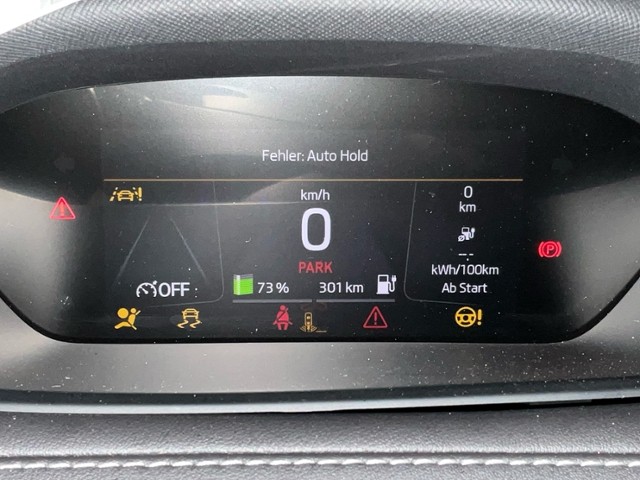 Fehler: Auto Hold
km/h
0
km
0
PARK
--.-
kWh/100km
OFF
73 %
301 km
Ab Start
P